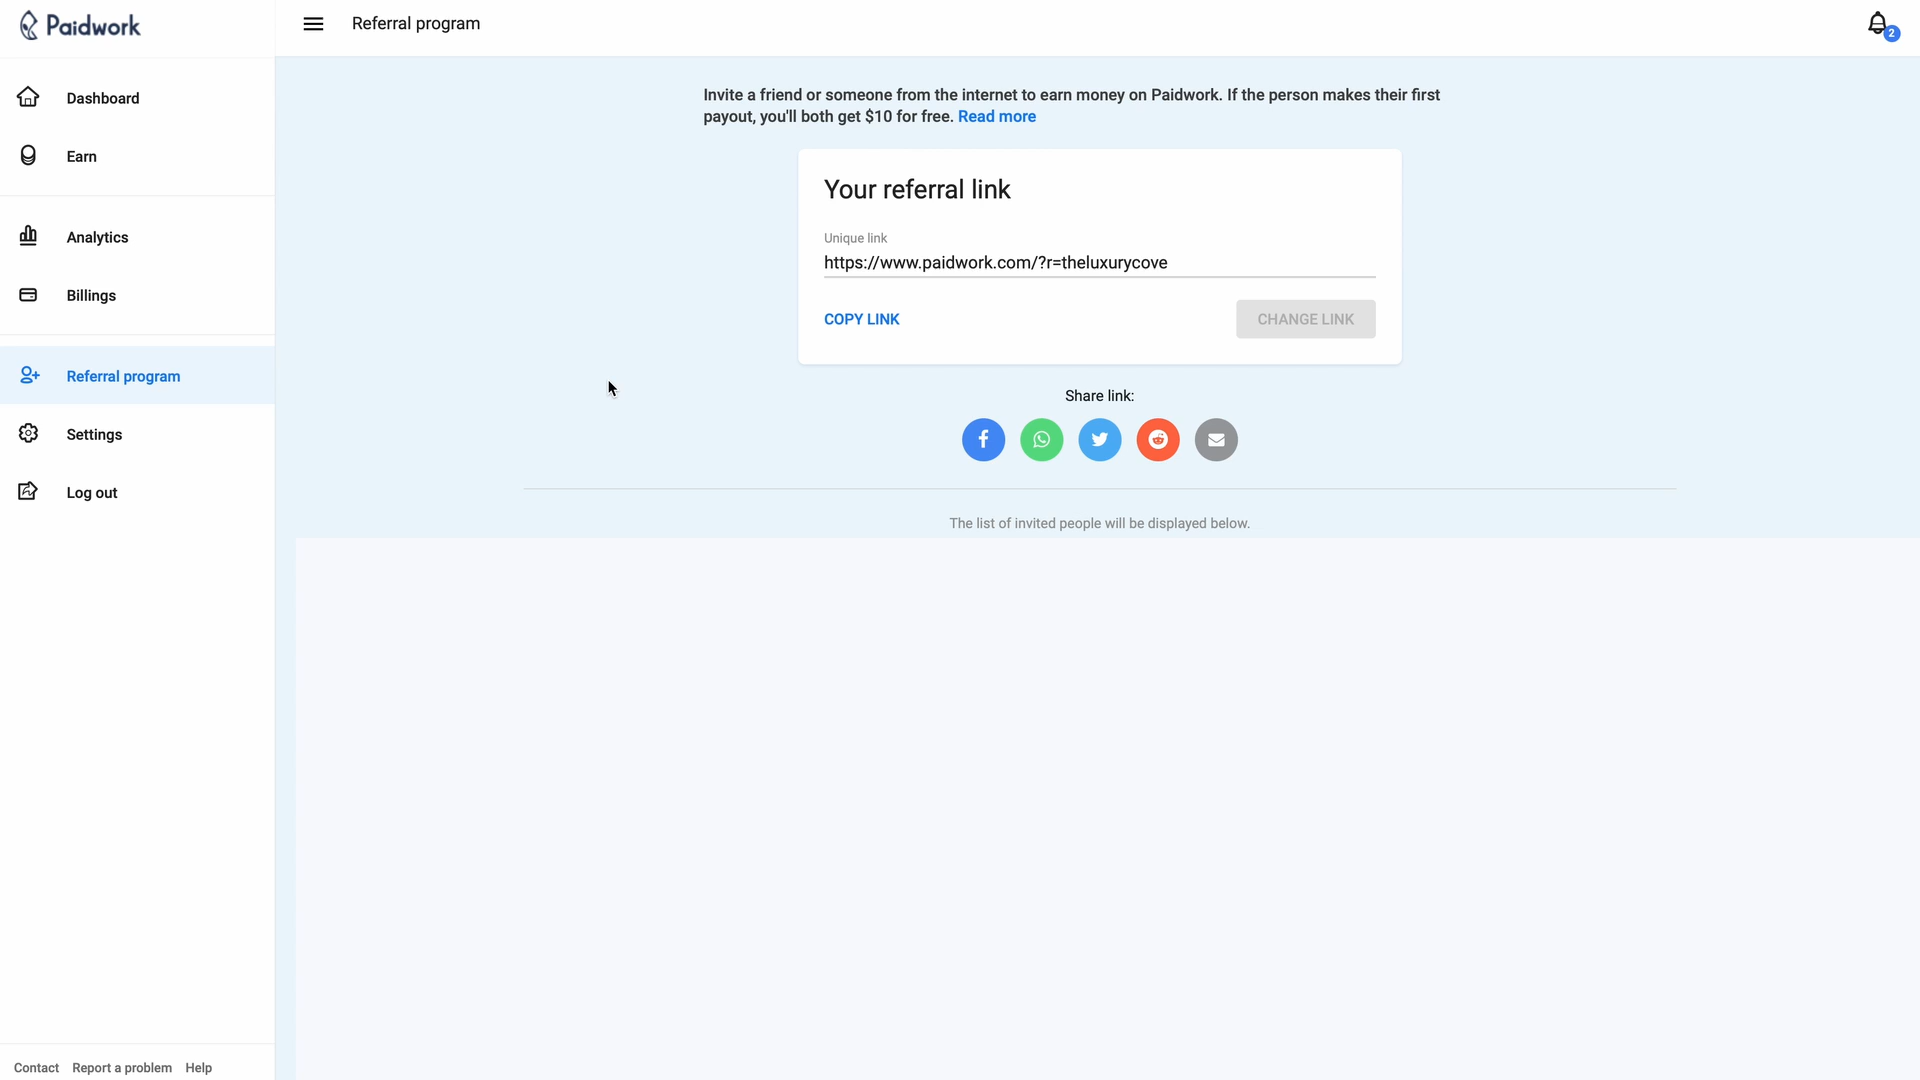 Paidwork
Dashboard
Earn
Analytics
Billings
Referral program
Settings
Log out
Contact Report a problem Help
Referral program
2
Invite a friend or someone from the internet to earn money on Paidwork. If the person makes their first
payout, you'll both get $10 for free. Read more
Your referral link
Unique link
https://www.paidwork.com/?r=theluxurycove
COPY LINK
CHANGE LINK
Share link:
The list of invited people will be displayed below.